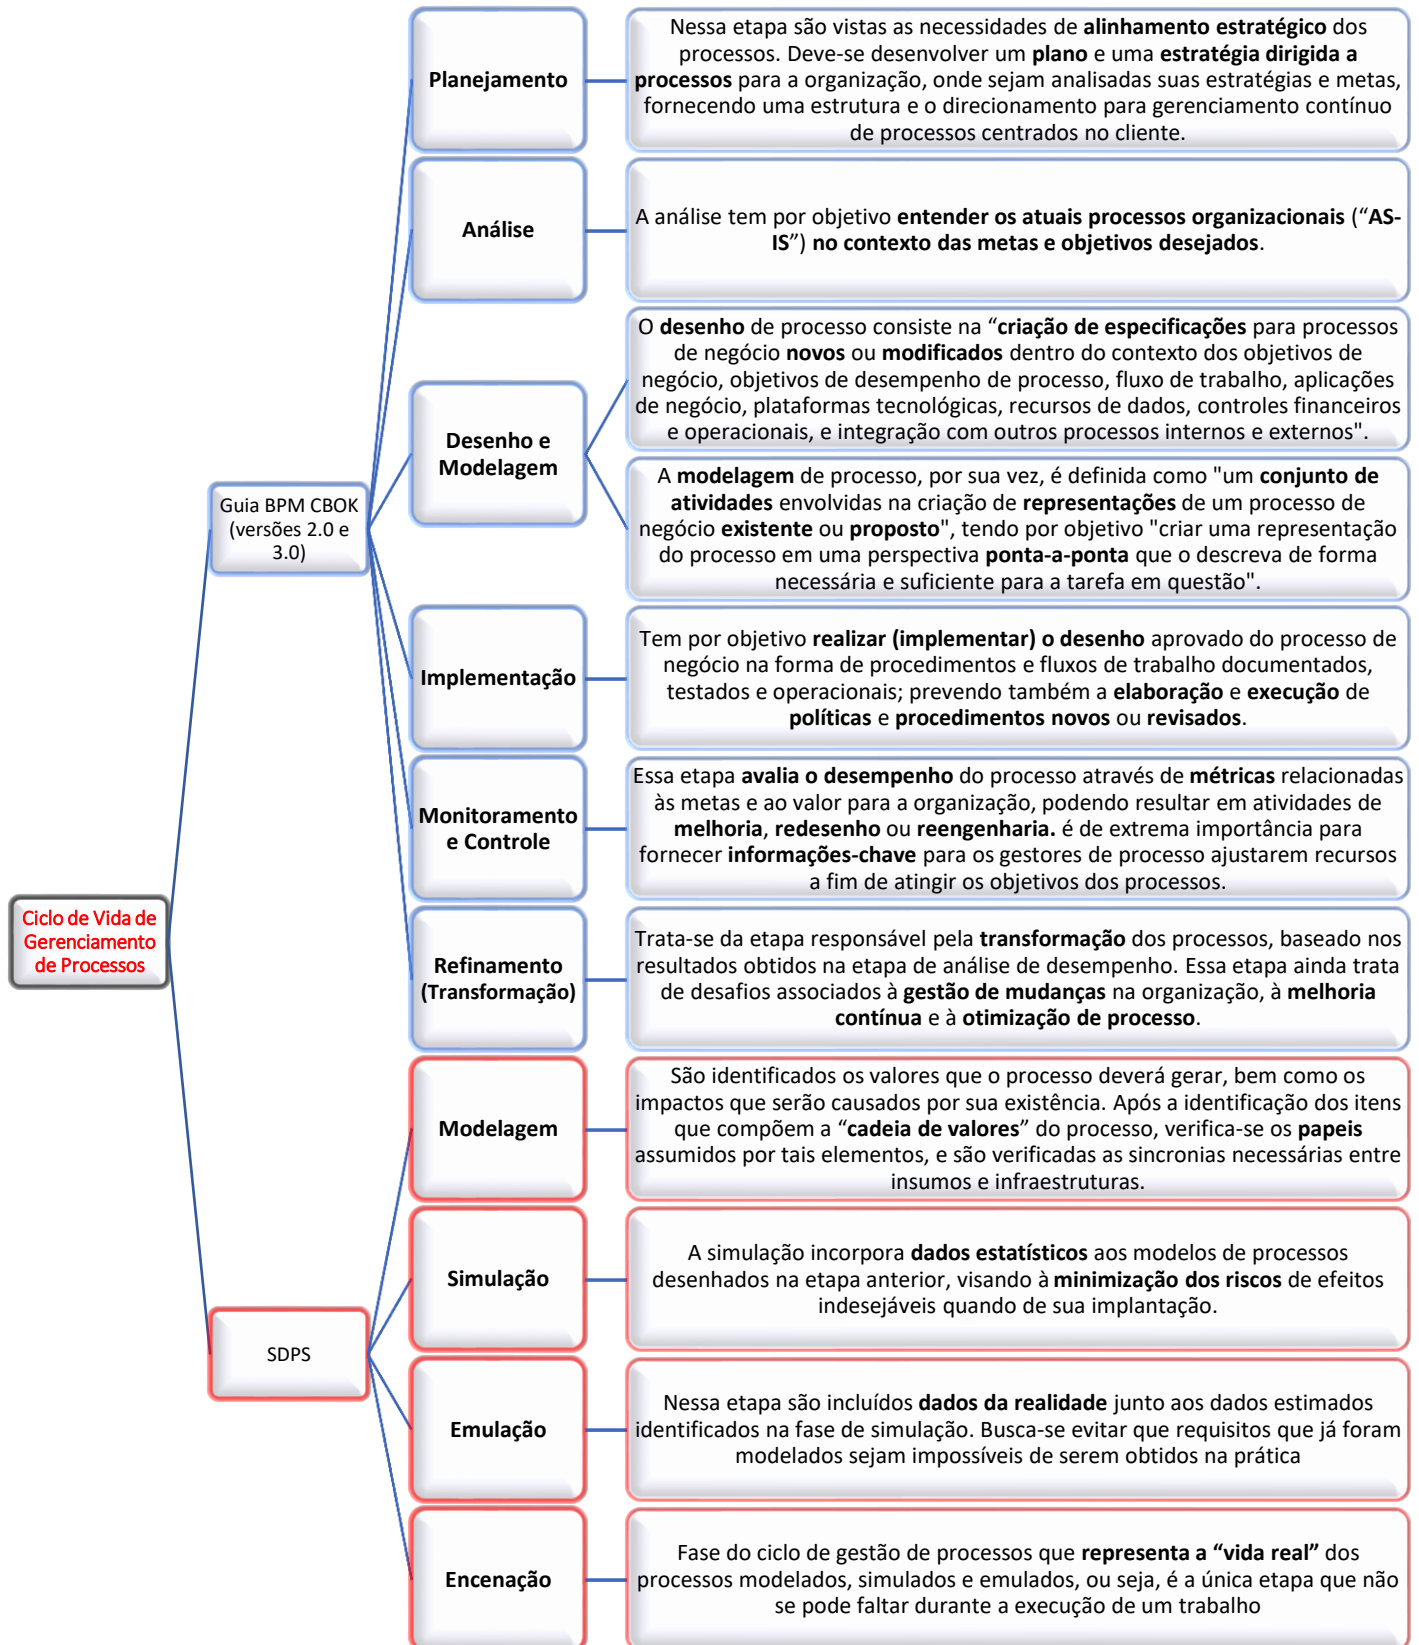 Ciclo de Vida de
Gerenciamento
de Processos
Guia BPM CBOK
(versões 2.0 e
3.0)
Planejamento
Nessa etapa são vistas as necessidades de alinhamento estratégico dos
processos. Deve-se desenvolver um plano e uma estratégia dirigida a
processos para a organização, onde sejam analisadas suas estratégias e metas,
fornecendo uma estrutura e o direcionamento para gerenciamento contínuo
de processos centrados no cliente.
Análise
A análise tem por objetivo entender os atuais processos organizacionais (“AS-
IS”) no contexto das metas e objetivos desejados.
Desenho e
Modelagem
O desenho de processo consiste na “criação de especificações para processos
de negócio novos ou modificados dentro do contexto dos objetivos de
negócio, objetivos de desempenho de processo, fluxo de trabalho, aplicações
de negócio, plataformas tecnológicas, recursos de dados, controles financeiros
e operacionais, e integração com outros processos internos e externos".
A modelagem de processo, por sua vez, é definida como "um conjunto de
atividades envolvidas na criação de representações de um processo de
negócio existente ou proposto", tendo por objetivo "criar uma representação
do processo em uma perspectiva ponta-a-ponta que o descreva de forma
necessária e suficiente para a tarefa em questão".
Implementação
Tem por objetivo realizar (implementar) o desenho aprovado do processo de
negócio na forma de procedimentos e fluxos de trabalho documentados,
testados e operacionais; prevendo também a elaboração e execução de
políticas e procedimentos novos ou revisados.
Monitoramento
e Controle
Essa etapa avalia o desempenho do processo através de métricas relacionadas
às metas e ao valor para a organização, podendo resultar em atividades de
melhoria, redesenho ou reengenharia. é de extrema importância para
fornecer informações-chave para os gestores de processo ajustarem recursos
a fim de atingir os objetivos dos processos.
Refinamento
(Transformação)
Trata-se da etapa responsável pela transformação dos processos, baseado nos
resultados obtidos na etapa de análise de desempenho. Essa etapa ainda trata
de desafios associados à gestão de mudanças na organização, à melhoria
contínua e à otimização de processo.
SDPS
Modelagem
São identificados os valores que o processo deverá gerar, bem como os
impactos que serão causados por sua existência. Após a identificação dos itens
que compõem a “cadeia de valores” do processo, verifica-se os papeis
assumidos por tais elementos, e são verificadas as sincronias necessárias entre
insumos e infraestruturas.
Simulação
A simulação incorpora dados estatísticos aos modelos de processos
desenhados na etapa anterior, visando à minimização dos riscos de efeitos
indesejáveis quando de sua implantação.
Emulação
Nessa etapa são incluídos dados da realidade junto aos dados estimados
identificados na fase de simulação. Busca-se evitar que requisitos que já foram
modelados sejam impossíveis de serem obtidos na prática
Encenação
Fase do ciclo de gestão de processos que representa a “vida real” dos
processos modelados, simulados e emulados, ou seja, é a única etapa que não
se pode faltar durante a execução de um trabalho